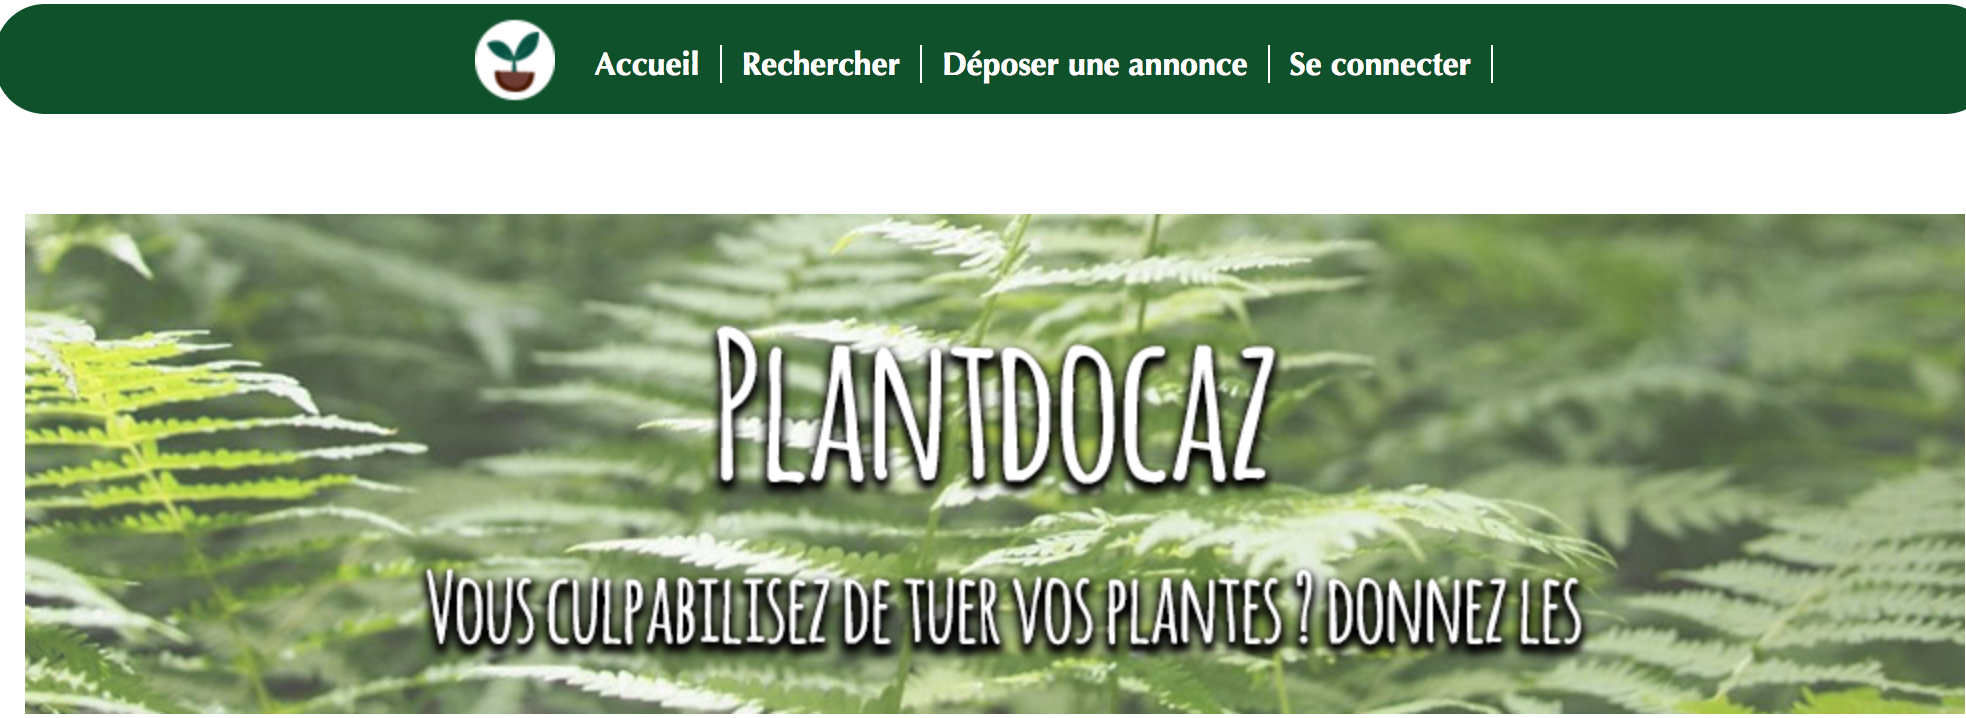 Accueil Rechercher Déposer une annonce Se connecter
Plantdocaz
Vous culpabilisez de tuer vos plantes ? donnez les